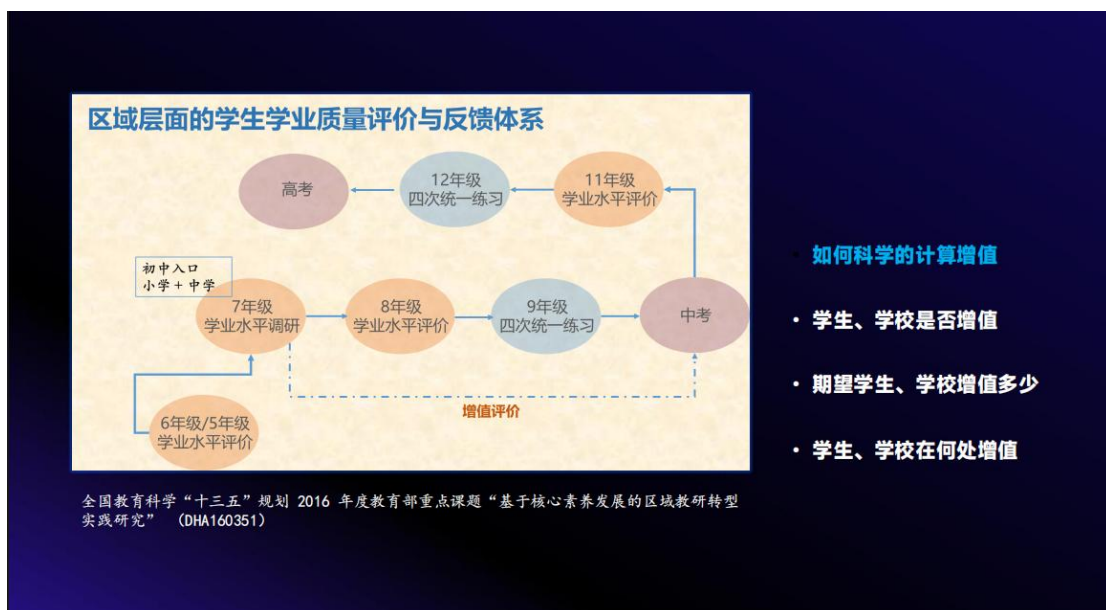 区域层面的学生学业质量评价与反馈体系
高考
12年级
四次统一练习
11年级
学业水平评价
初中入口
小学+中学
7年级
学业水平调研
8年级
学业水平评价
9年级
四次统一练习
中考
增值评价
6年级/5年级
学业水平评价
全国教育科学“十三五”规划 2016 年度教育部重点课题“基于核心素养发展的区域教研转型
实践研究” （DHA160351）
• 如何科学的计算增值
• 学生、学校是否增值
• 期望学生、学校增值多少
• 学生、学校在何处增值